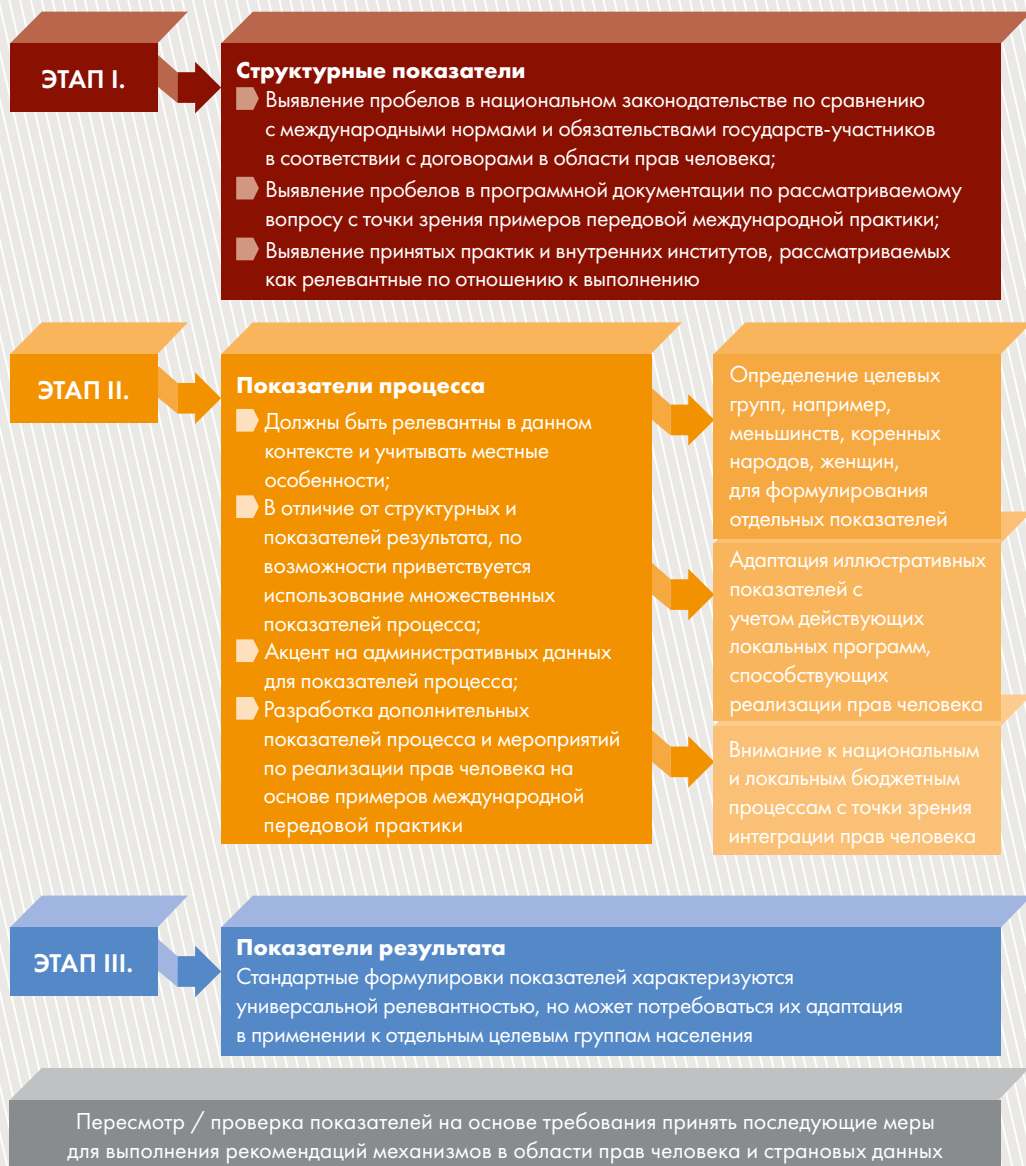 ЭТАП I.
Структурные показатели
Выявление пробелов в национальном законодательстве по сравнению
с международными нормами и обязательствами государств-участников
в соответствии с договорами в области прав человека;
Выявление пробелов в программной документации по рассматриваемому
вопросу с точки зрения примеров передовой международной практики;
Выявление принятых практик и внутренних институтов, рассматриваемых
как релевантные по отношению к выполнению
ЭТАП II.
Показатели процесса
Должны быть релевантны в данном
контексте и учитывать местные
особенности;
В отличие от структурных и
показателей результата, по
возможности приветствуется
использование множественных
показателей процесса;
Акцент на административных данных
для показателей процесса;
Разработка дополнительных
показателей процесса и мероприятий
по реализации прав человека на
основе примеров международной
передовой практики
Определение целевых
групп, например,
меньшинств, коренных
народов, женщин,
для формулирования
отдельных показателей
Адаптация иллюстративных
показателей с
учетом действующих
локальных программ,
способствующих
реализации прав человека
Внимание к национальным
и локальным бюджетным
процессам с точки зрения
интеграции прав человека
ЭТАП III.
Показатели результата
Стандартные формулировки показателей характеризуются
универсальной релевантностью, но может потребоваться их адаптация
в применении к отдельным целевым группам населения
Пересмотр / проверка показателей на основе требования принять последующие меры
для выполнения рекомендаций механизмов в области прав человека и страновых данных